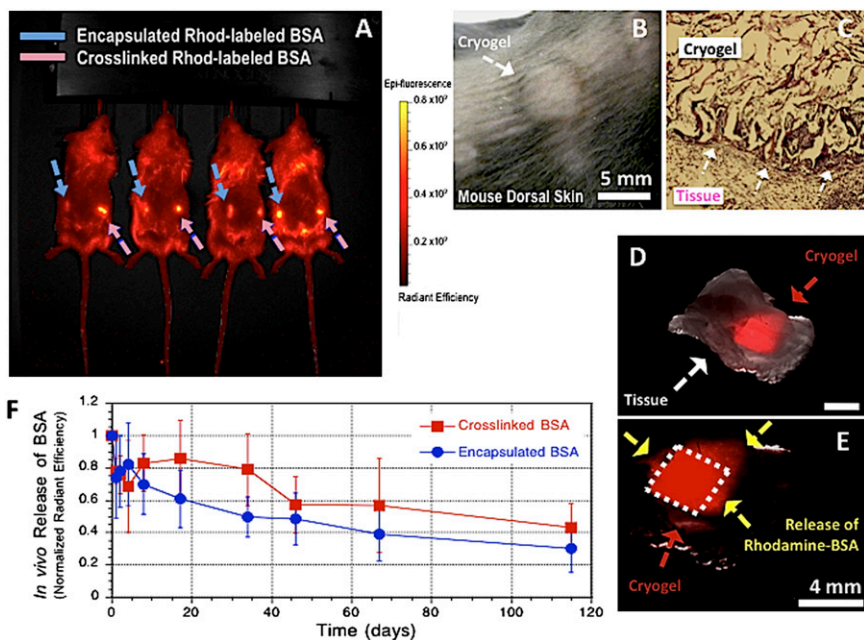 A
Encapsulated Rhod-labeled BSA
Crosslinked Rhod-labeled BSA
Epi-fluorescence
0.8 x10⁹
0.6 x10⁹
0.4 x10⁹
0.2 x10⁹
Radiant Efficiency
B
Cryogel
5 mm
Mouse Dorsal Skin
C
Cryogel
Tissue
D
Cryogel
Tissue
E
Release of
Rhodamine-BSA
Cryogel
4 mm
F
In vivo Release of BSA
(Normalized Radiant Efficiency)
1.2
1
0.8
0.6
0.4
0.2
0
Crosslinked BSA
Encapsulated BSA
0 20 40 60 80 100 120
Time (days)